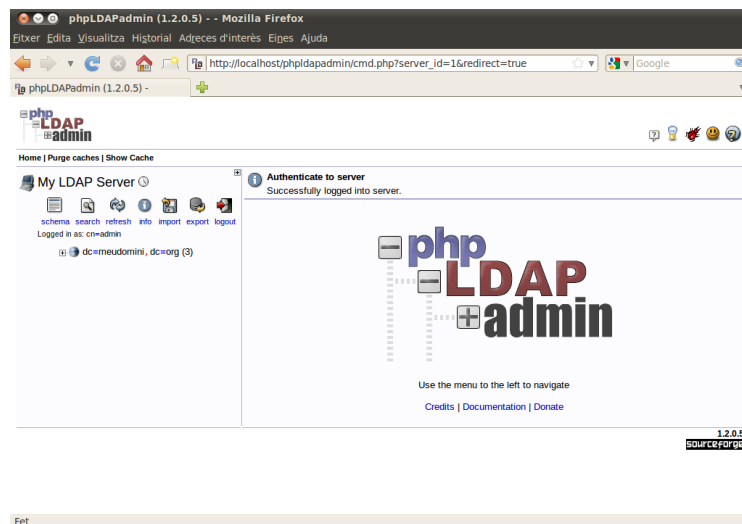 phpLDAPadmin (1.2.0.5) - - Mozilla Firefox
Fitxer Edita Visualitza Historial Adreces d'interès Eines Ajuda
http://localhost/phpldapadmin/cmd.php?server_id=1&redirect=true
Google
phpLDAPadmin (1.2.0.5) -
php
LDAP
admin
Home | Purge caches | Show Cache
My LDAP Server
schema search refresh info import export logout
Logged in as: cn=admin
dc=meudomini, dc=org (3)
Authenticate to server
Successfully logged into server.
php
LDAP
admin
Use the menu to the left to navigate
Credits | Documentation | Donate
1.2.0.5
sourceforge
Fet